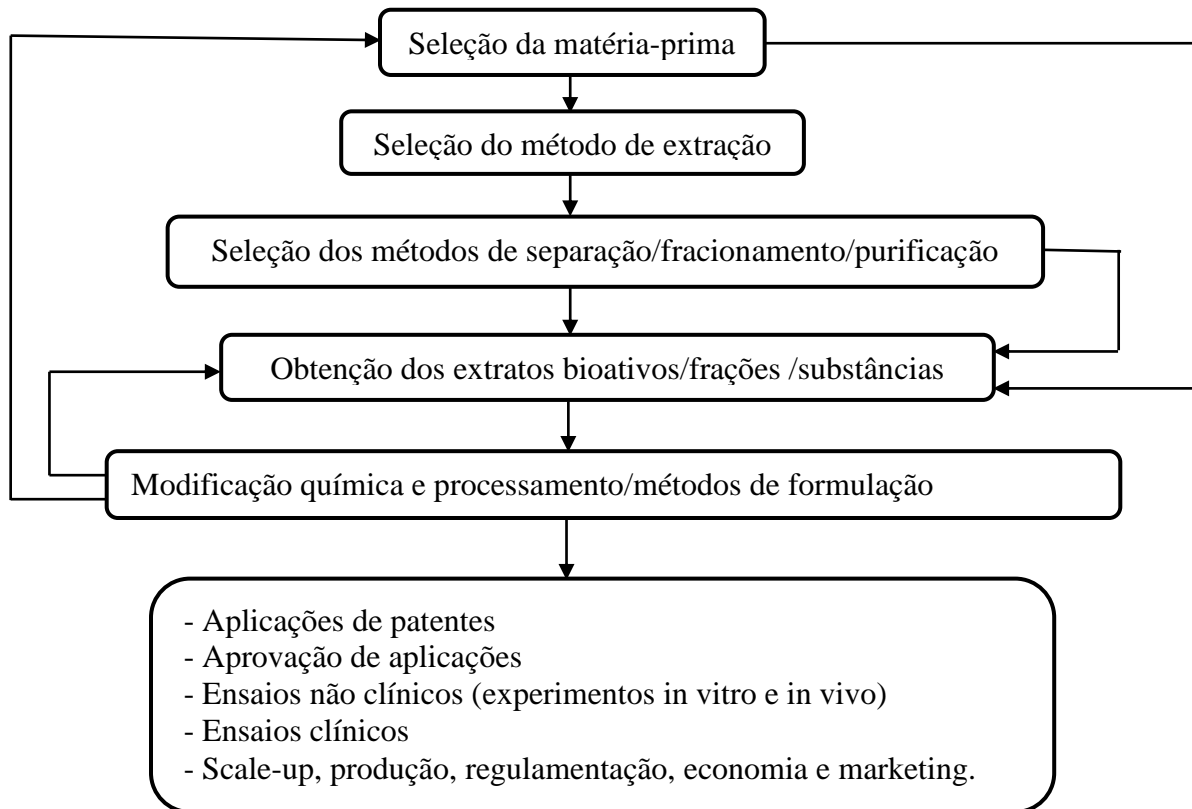 Seleção da matéria-prima
Seleção do método de extração
Seleção dos métodos de separação/fracionamento/purificação
Obtenção dos extratos bioativos/frações /substâncias
Modificação química e processamento/métodos de formulação
- Aplicações de patentes
- Aprovação de aplicações
- Ensaios não clínicos (experimentos in vitro e in vivo)
- Ensaios clínicos
- Scale-up, produção, regulamentação, economia e marketing.